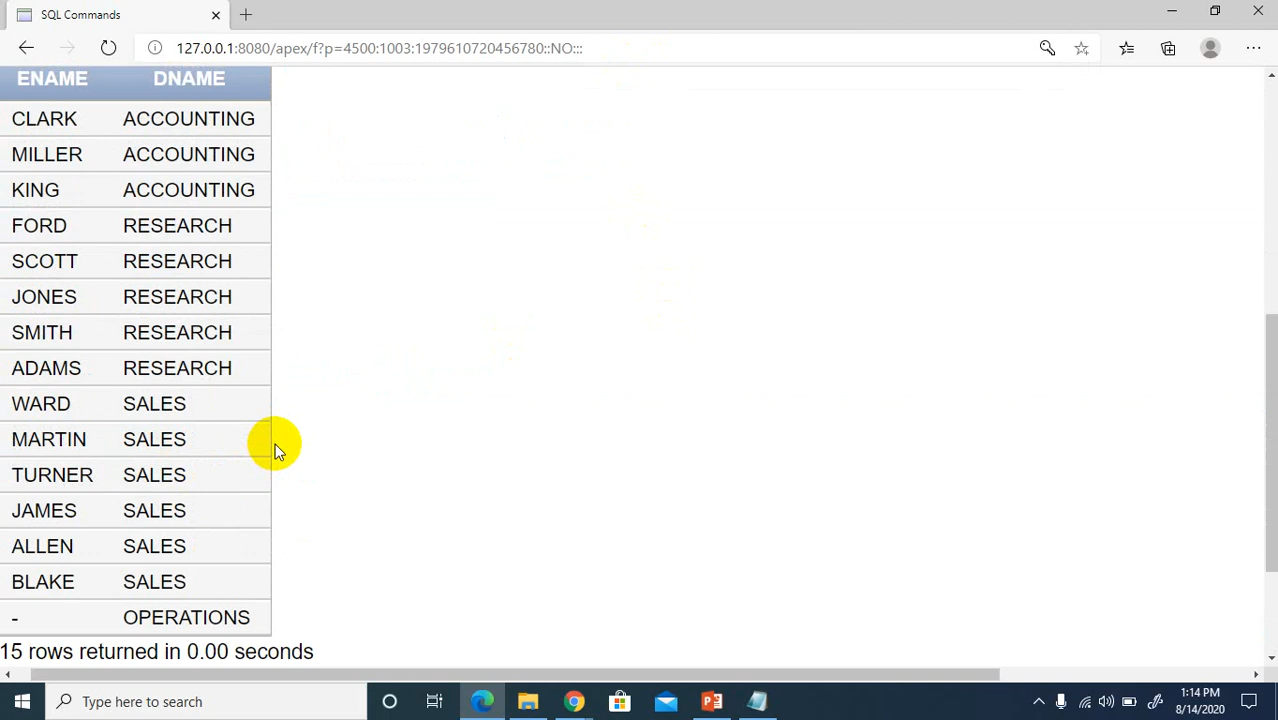 SQL Commands
127.0.0.1:8080/apex/f?p=4500:1003:1979610720456780::NO:::
ENAME DNAME
CLARK ACCOUNTING
MILLER ACCOUNTING
KING ACCOUNTING
FORD RESEARCH
SCOTT RESEARCH
JONES RESEARCH
SMITH RESEARCH
ADAMS RESEARCH
WARD SALES
MARTIN SALES
TURNER SALES
JAMES SALES
ALLEN SALES
BLAKE SALES
- OPERATIONS
15 rows returned in 0.00 seconds
Type here to search
1:14 PM
8/14/2020